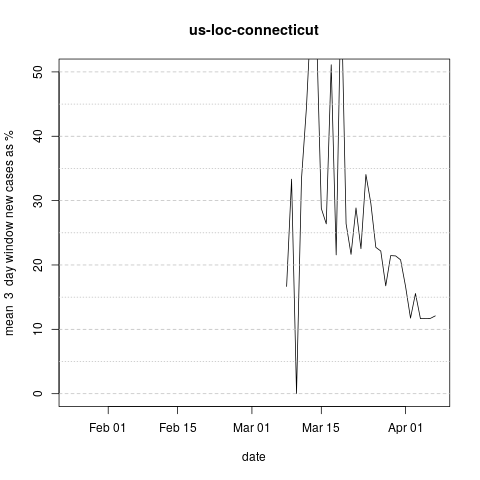 us-loc-connecticut
mean 3 day window new cases as %
50
40
30
20
10
0
Feb 01 Feb 15 Mar 01 Mar 15 Apr 01
date